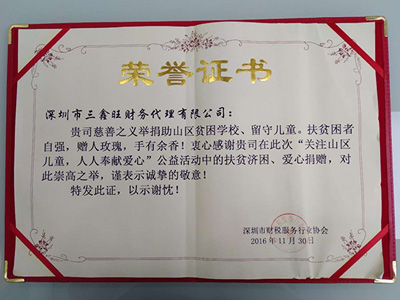 荣誉证书
深圳市三鑫旺财务代理有限公司：
贵司慈善之义举捐助山区贫困学校、留守儿童。扶贫困者
自强，赠人玫瑰，手有余香！衷心感谢贵司在此次“关注山区
儿童，人人奉献爱心”公益活动中的扶贫济困、爱心捐赠，对
此崇高之举，谨表示诚挚的敬意！
特发此证，以示谢忱！
深圳市财税服务行业协会
2016年11月30日